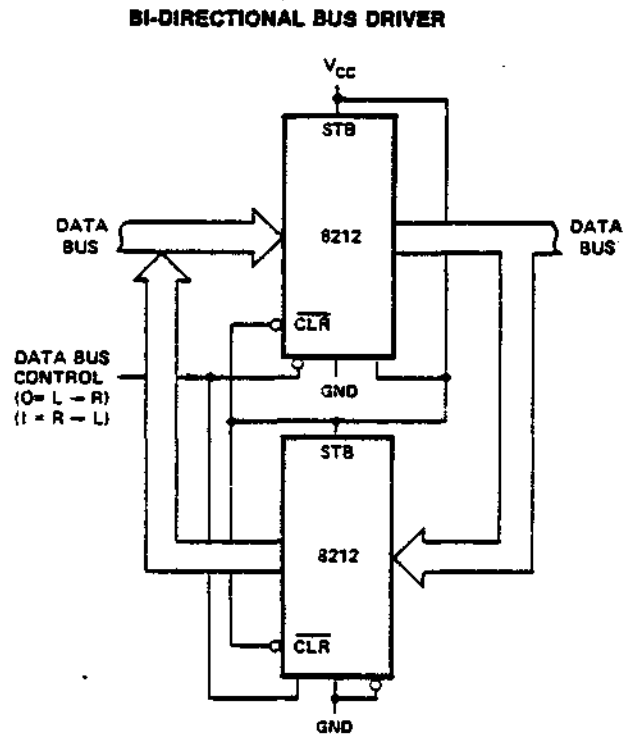 BI-DIRECTIONAL BUS DRIVER
VCC
STB
DATA
BUS
8212
DATA
BUS
CLR
DATA BUS
CONTROL
(0= L → R)
(1 = R → L)
GND
STB
8212
CLR
GND